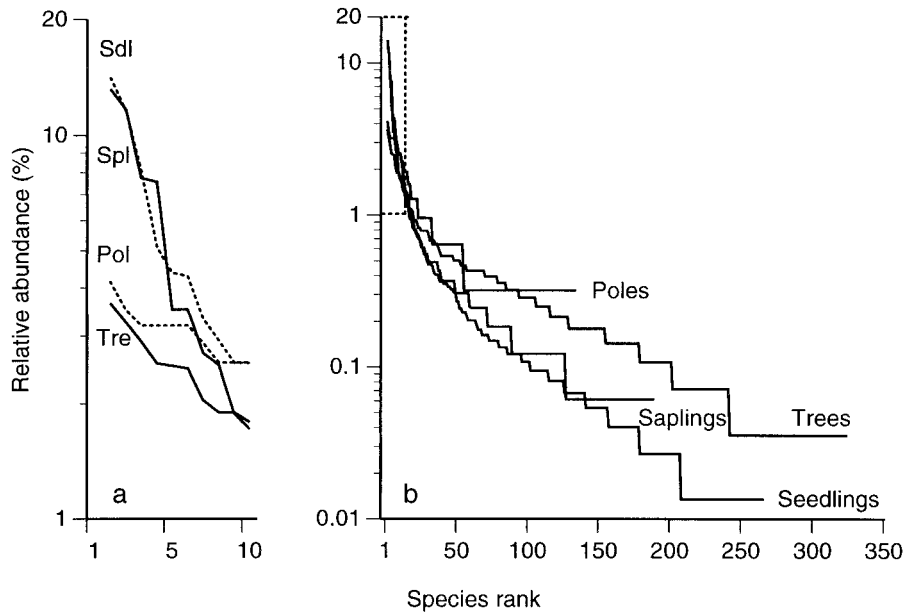 20
Sdl
10
Spl
Pol
Tre
1
a
1
5
10
Relative abundance (%)
20
10
1
0.1
0.01
b
Poles
Saplings
Trees
Seedlings
1
50
100
150
200
250
300
350
Species rank